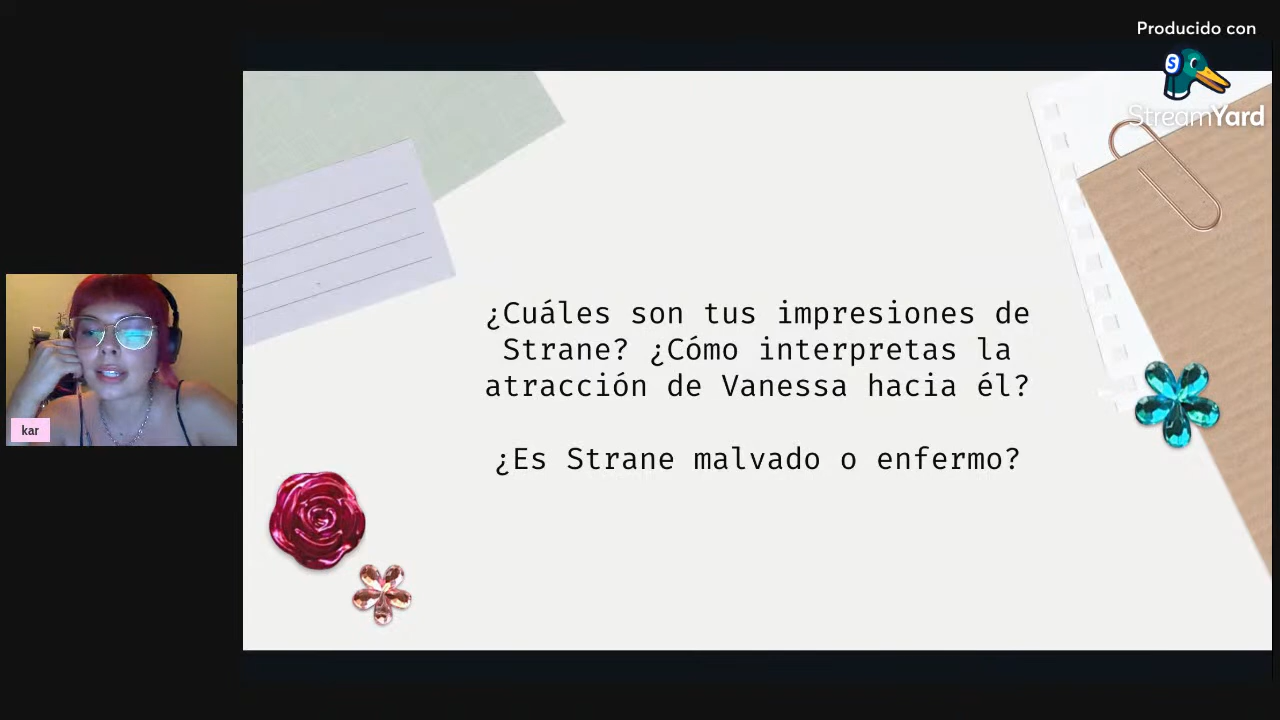 Producido con
S
StreamYard
¿Cuáles son tus impresiones de
Strane? ¿Cómo interpretas la
atracción de Vanessa hacia él?
¿Es Strane malvado o enfermo?
kar